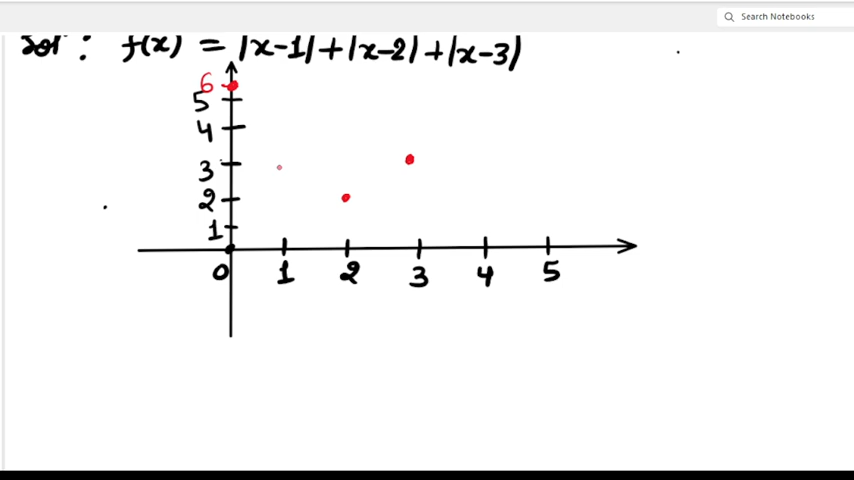 Search Notebooks
Sol : f(x) = |x-1|+|x-2|+|x-3|
6
5
4
3
2
1
0 1 2 3 4 5